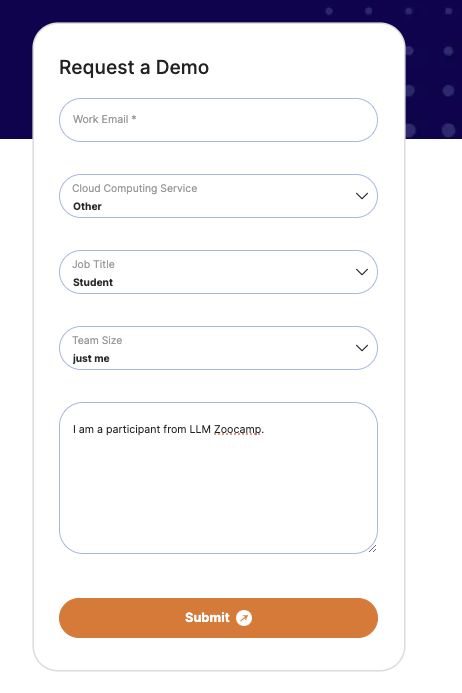 Request a Demo
Work Email *
Cloud Computing Service
Other
Job Title
Student
Team Size
just me
I am a participant from LLM Zoocamp.
Submit